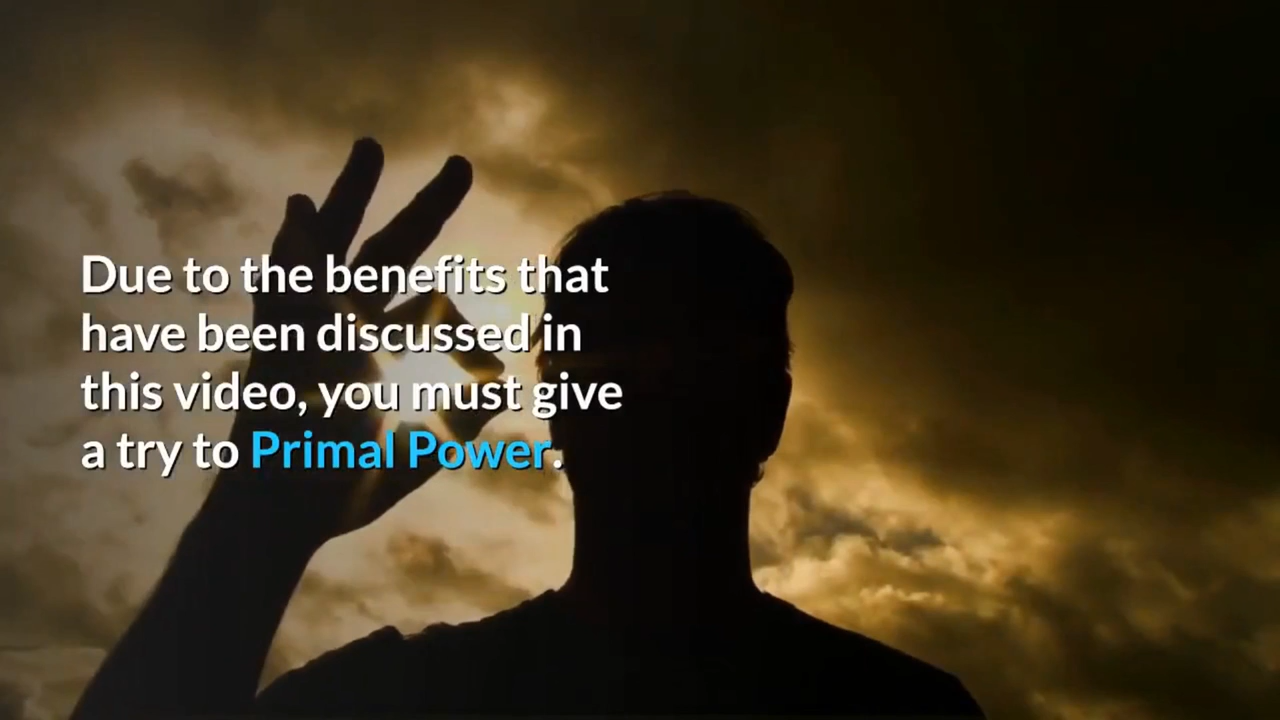 Due to the benefits that
have been discussed in
this video, you must give
a try to Primal Power.